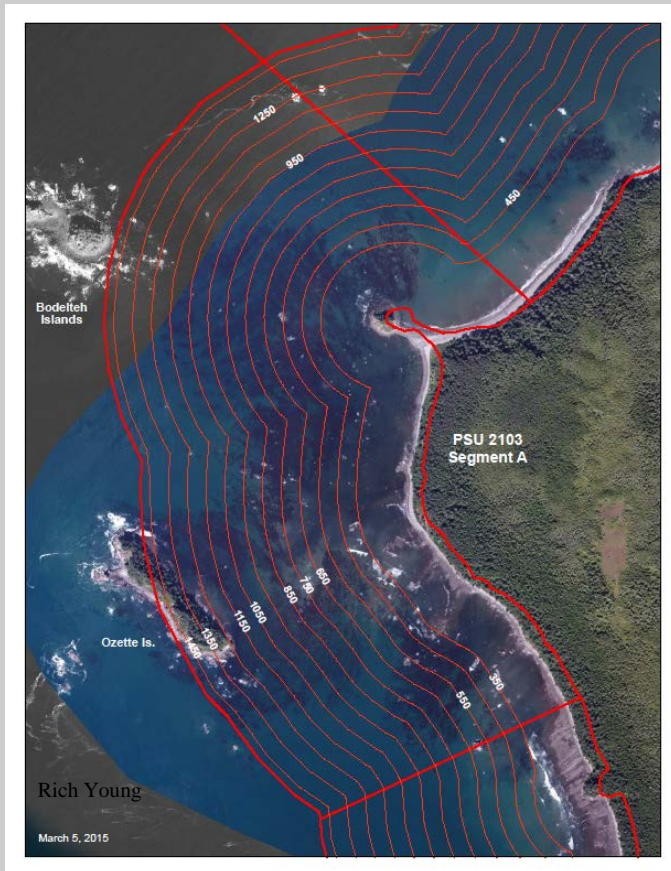 1250
950
450
Bodelteh
Islands
PSU 2103
Segment A
650
750
850
1050
1150
1350
1450
Ozette Is.
350
550
Rich Young
March 5, 2015